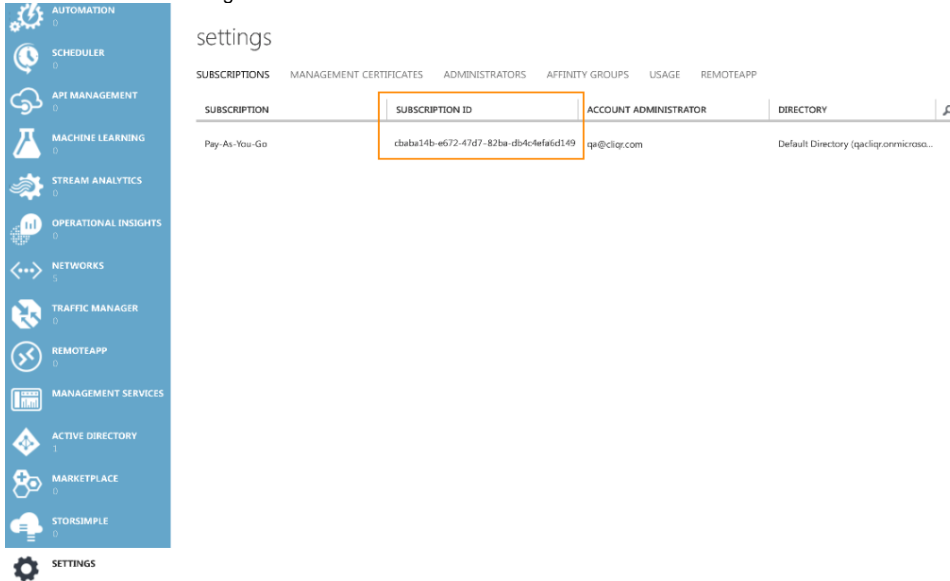 AUTOMATION
0
SCHEDULER
0
API MANAGEMENT
0
MACHINE LEARNING
0
STREAM ANALYTICS
0
OPERATIONAL INSIGHTS
0
NETWORKS
5
TRAFFIC MANAGER
0
REMOTEAPP
0
MANAGEMENT SERVICES
ACTIVE DIRECTORY
1
MARKETPLACE
0
STORSIMPLE
0
SETTINGS
settings
SUBSCRIPTIONS MANAGEMENT CERTIFICATES ADMINISTRATORS AFFINITY GROUPS USAGE REMOTEAPP
SUBSCRIPTION SUBSCRIPTION ID ACCOUNT ADMINISTRATOR DIRECTORY
Pay-As-You-Go cbaba14b-e672-47d7-82ba-db4c4efa6d149 qa@cliqr.com Default Directory (qacliqr.onmicroso...